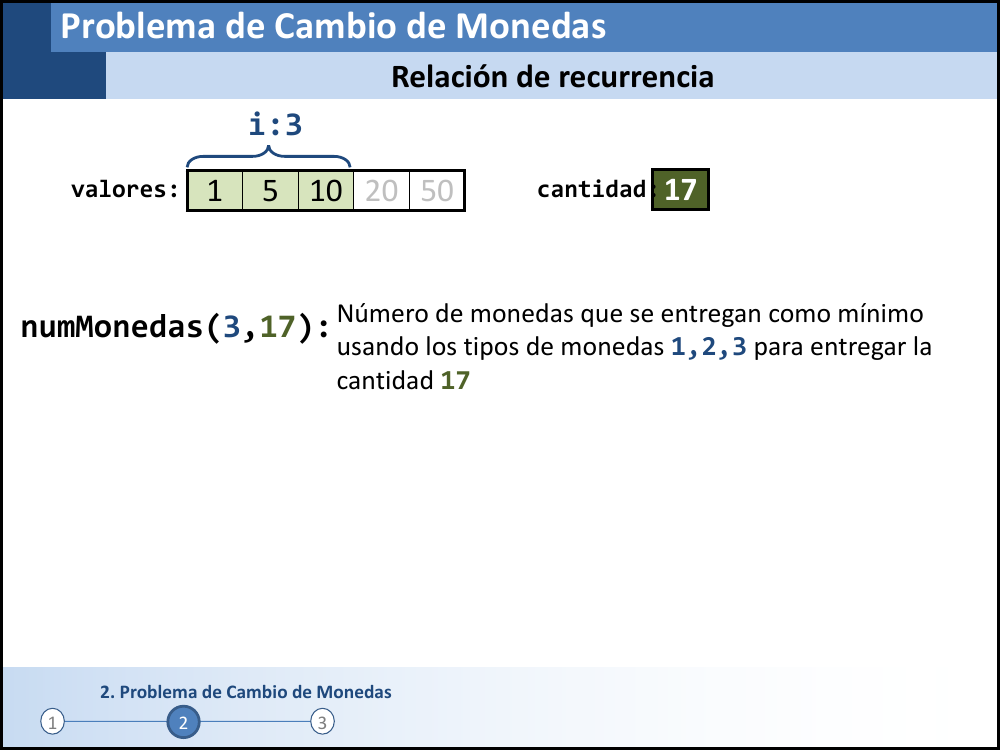 Problema de Cambio de Monedas
Relación de recurrencia
i:3
valores: 1 5 10 20 50 cantidad: 17
numMonedas(3,17): Número de monedas que se entregan como mínimo
usando los tipos de monedas 1,2,3 para entregar la
cantidad 17
2. Problema de Cambio de Monedas
1 2 3